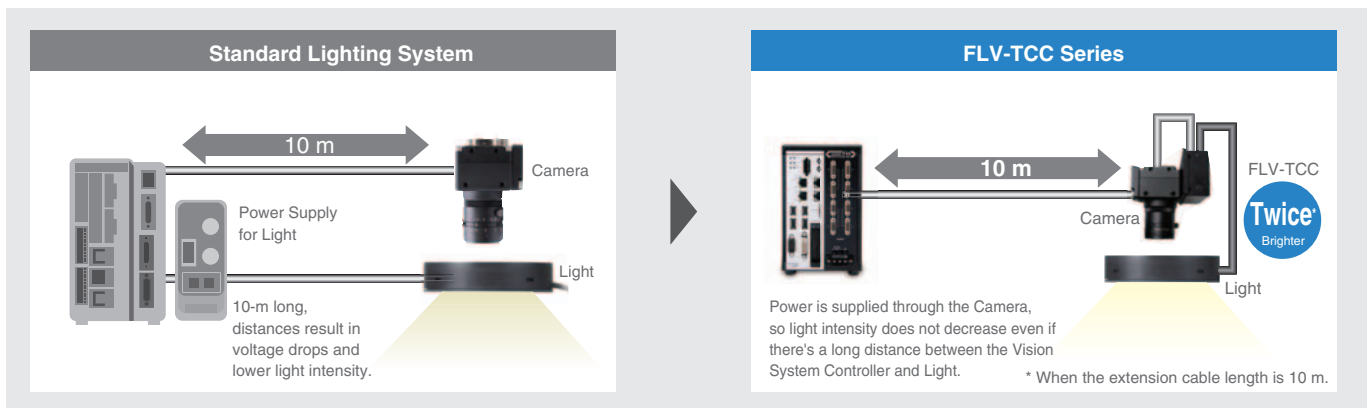 Standard Lighting System
10 m
Camera
Power Supply
for Light
Light
10-m long,
distances result in
voltage drops and
lower light intensity.
FLV-TCC Series
10 m
FLV-TCC
Twice*
Brighter
Camera
Light
Power is supplied through the Camera,
so light intensity does not decrease even if
there's a long distance between the Vision
System Controller and Light.
* When the extension cable length is 10 m.